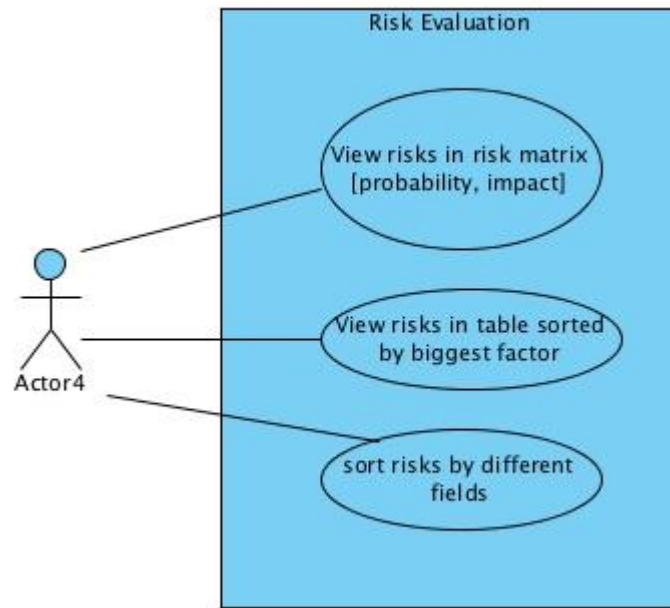 Risk Evaluation
View risks in risk matrix
[probability, impact]
View risks in table sorted
by biggest factor
Actor4
sort risks by different
fields